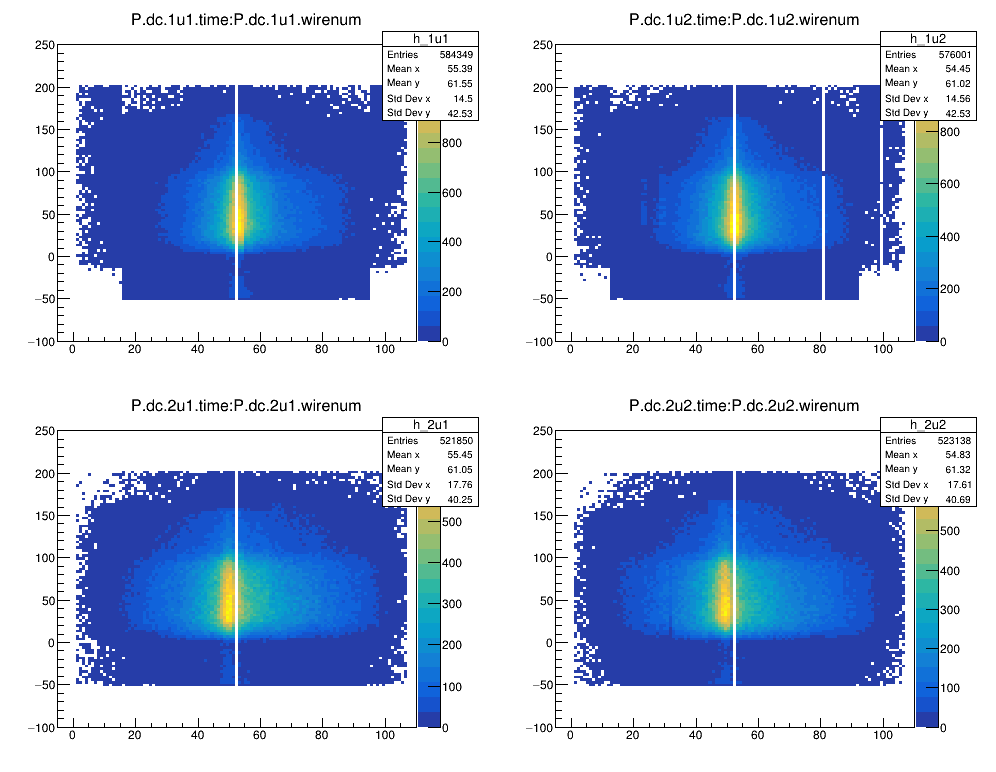 P.dc.1u1.time:P.dc.1u1.wirenum
h_1u1
Entries 584349
Mean x 55.39
Mean y 61.55
Std Dev x 14.5
Std Dev y 42.53
250
200
150
100
50
0
−50
−100
0 20 40 60 80 100
800
600
400
200
0
P.dc.1u2.time:P.dc.1u2.wirenum
h_1u2
Entries 576001
Mean x 54.45
Mean y 61.02
Std Dev x 14.56
Std Dev y 42.53
250
200
150
100
50
0
−50
−100
0 20 40 60 80 100
800
600
400
200
0
P.dc.2u1.time:P.dc.2u1.wirenum
h_2u1
Entries 521850
Mean x 55.45
Mean y 61.05
Std Dev x 17.76
Std Dev y 40.25
250
200
150
100
50
0
−50
−100
0 20 40 60 80 100
500
400
300
200
100
0
P.dc.2u2.time:P.dc.2u2.wirenum
h_2u2
Entries 523138
Mean x 54.83
Mean y 61.32
Std Dev x 17.61
Std Dev y 40.69
250
200
150
100
50
0
−50
−100
0 20 40 60 80 100
500
400
300
200
100
0